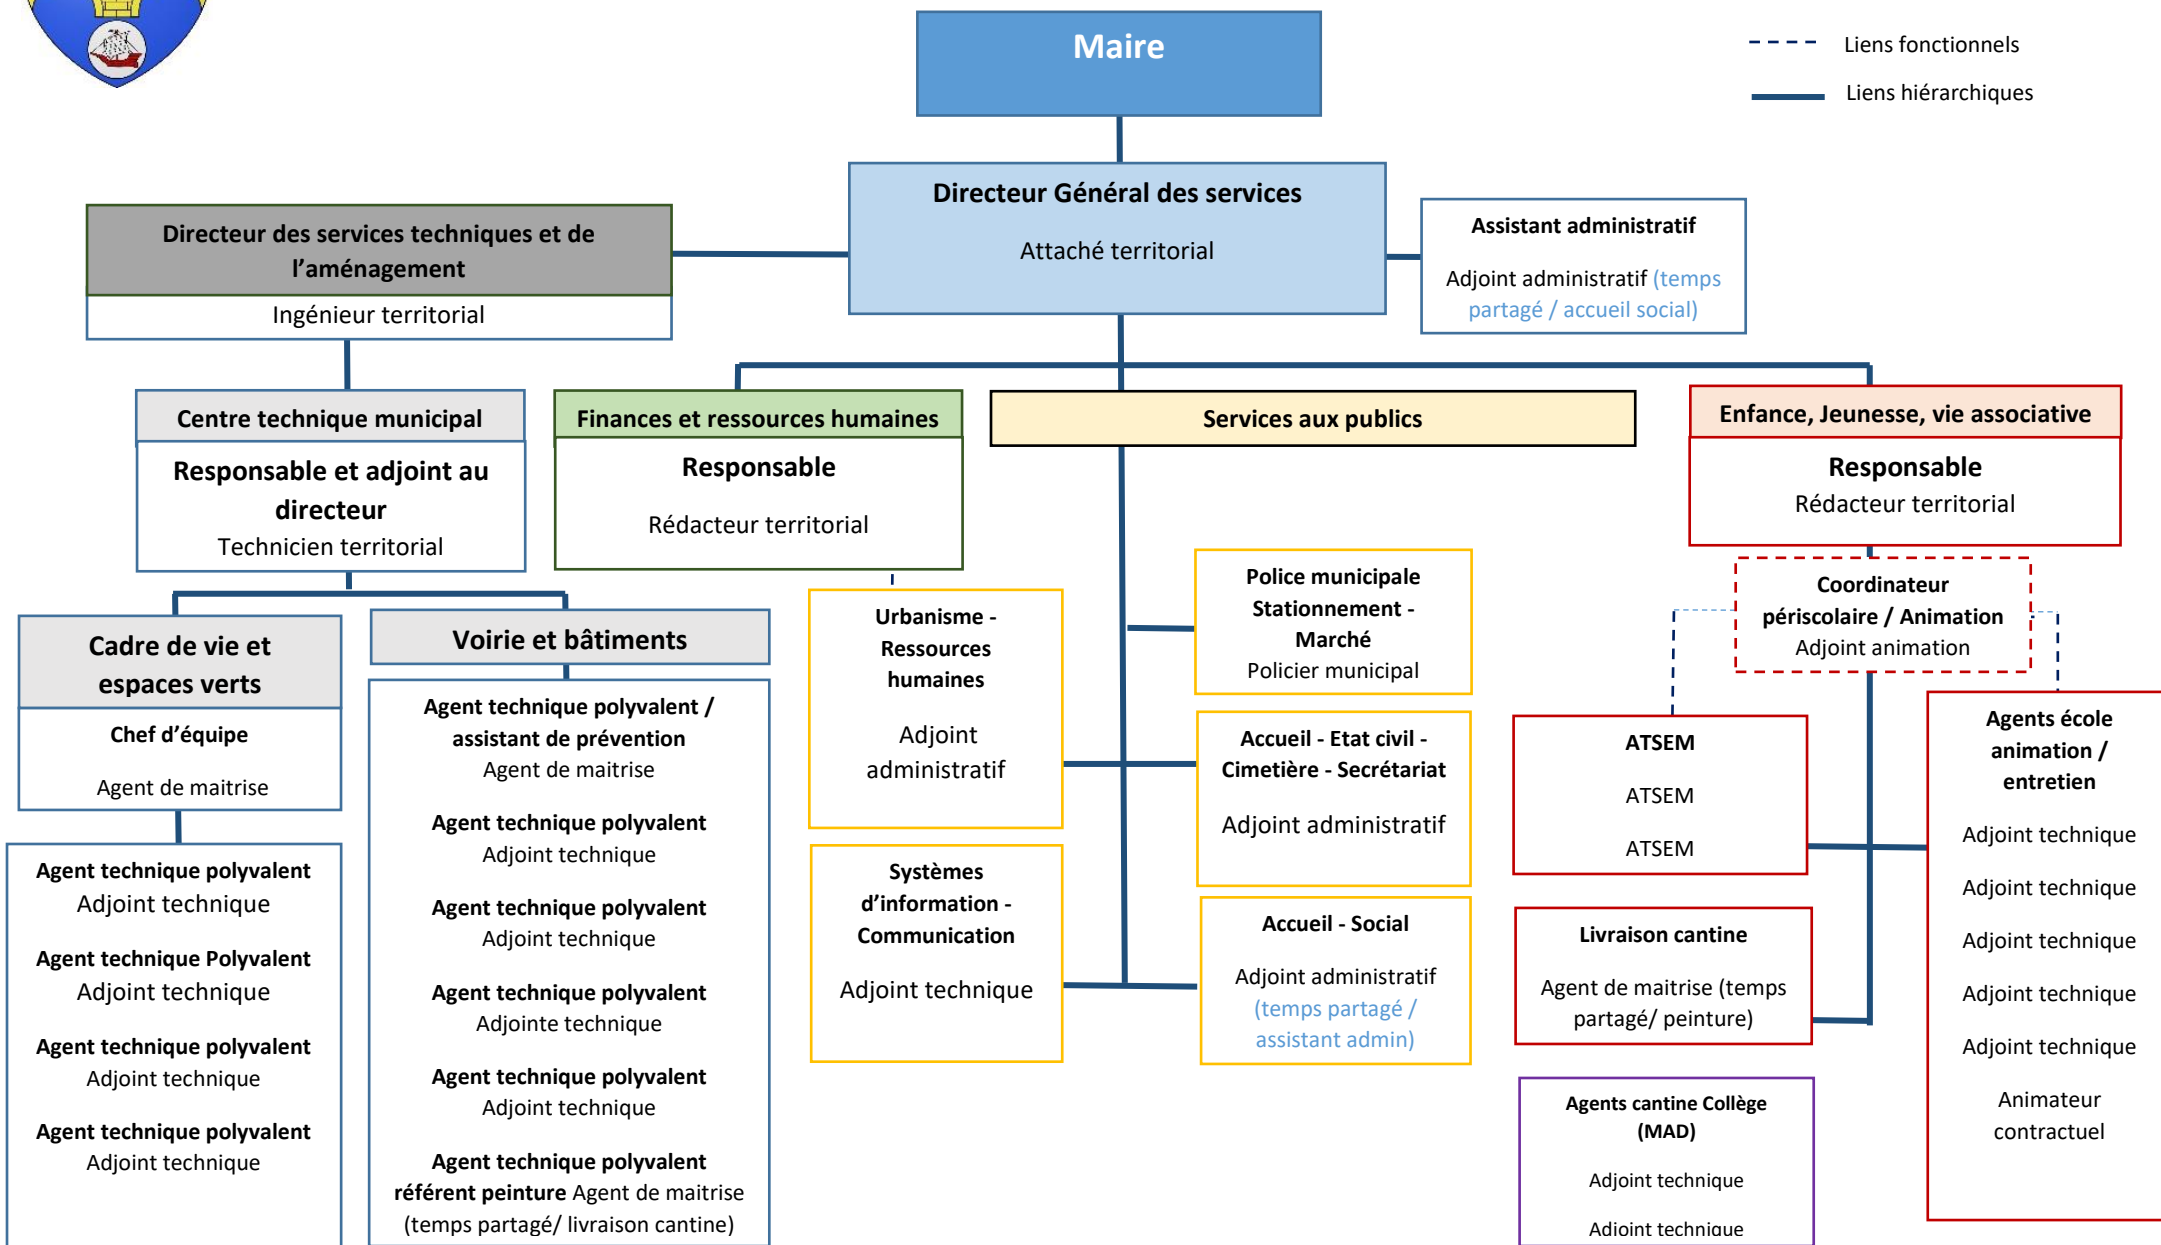 Maire
Liens fonctionnels
Liens hiérarchiques
Directeur Général des services
Attaché territorial
Directeur des services techniques et de
l'aménagement
Ingénieur territorial
Assistant administratif
Adjoint administratif (temps
partagé / accueil social)
Centre technique municipal
Responsable et adjoint au
directeur
Technicien territorial
Finances et ressources humaines
Responsable
Rédacteur territorial
Services aux publics
Enfance, Jeunesse, vie associative
Responsable
Rédacteur territorial
Cadre de vie et
espaces verts
Chef d'équipe
Agent de maitrise
Agent technique polyvalent
Adjoint technique
Agent technique Polyvalent
Adjoint technique
Agent technique polyvalent
Adjoint technique
Agent technique polyvalent
Adjoint technique
Voirie et bâtiments
Agent technique polyvalent /
assistant de prévention
Agent de maitrise
Agent technique polyvalent
Adjoint technique
Agent technique polyvalent
Adjoint technique
Agent technique polyvalent
Adjointe technique
Agent technique polyvalent
Adjoint technique
Agent technique polyvalent
référent peinture Agent de maitrise
(temps partagé/ livraison cantine)
Urbanisme -
Ressources
humaines
Adjoint
administratif
Systèmes
d'information -
Communication
Adjoint technique
Police municipale
Stationnement -
Marché
Policier municipal
Accueil - Etat civil -
Cimetière - Secrétariat
Adjoint administratif
Accueil - Social
Adjoint administratif
(temps partagé /
assistant admin)
Coordinateur
périscolaire / Animation
Adjoint animation
ATSEM
ATSEM
ATSEM
Livraison cantine
Agent de maitrise (temps
partagé/ peinture)
Agents cantine Collège
(MAD)
Adjoint technique
Adjoint technique
Agents école
animation /
entretien
Adjoint technique
Adjoint technique
Adjoint technique
Adjoint technique
Adjoint technique
Animateur
contractuel